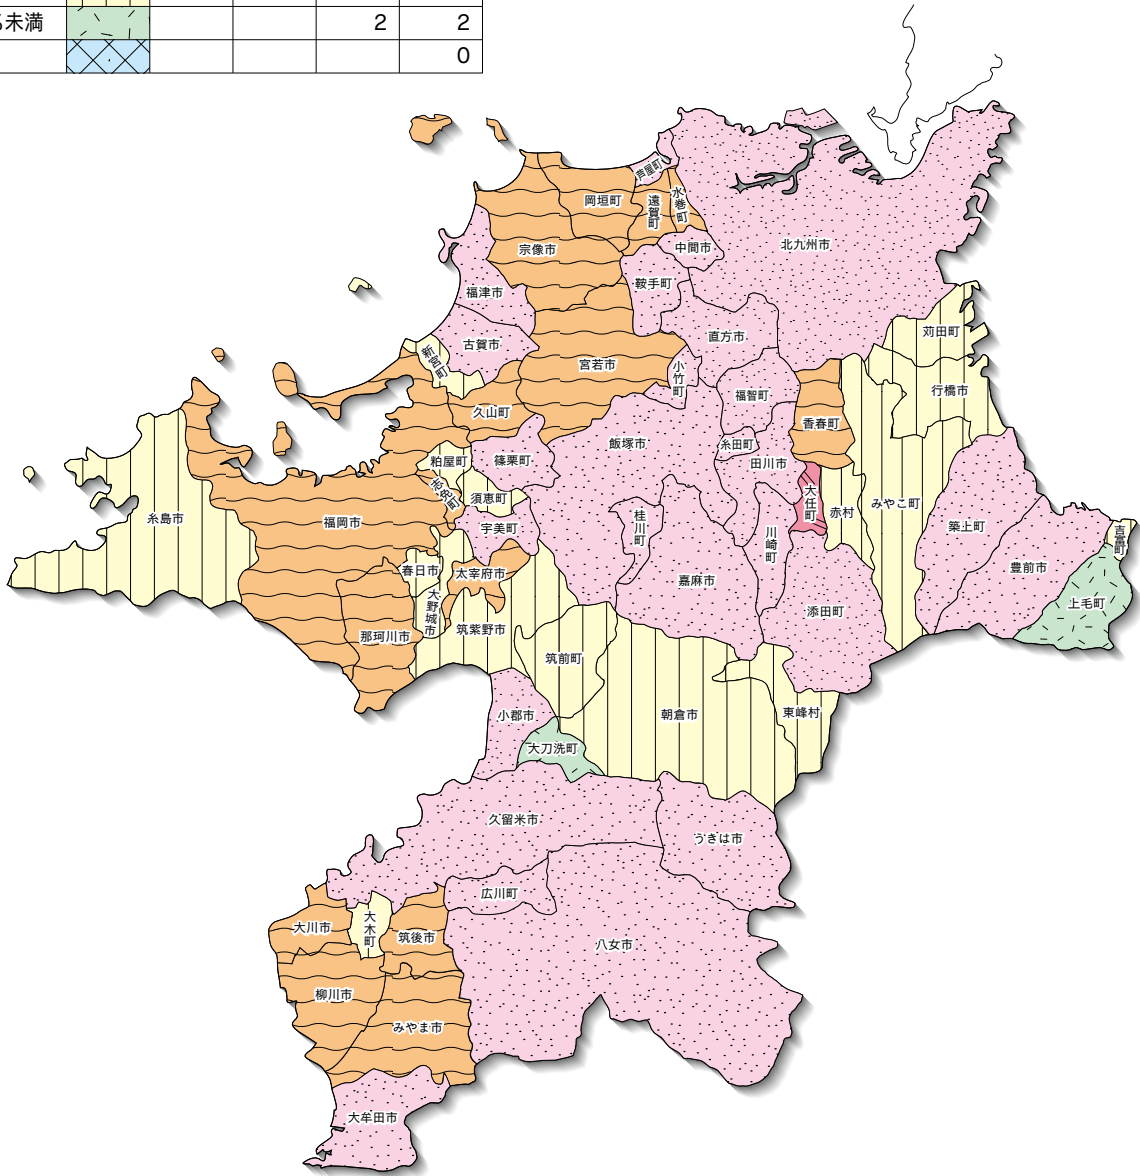 未満 2 2
0
芦屋町
水巻町
遠賀町
岡垣町
中間市
北九州市
宗像市
鞍手町
福津市
苅田町
直方市
古賀市
新宮町
宮若市
小竹町
行橋市
福智町
久山町
香春町
飯塚市
糸田町
粕屋町
篠栗町
田川市
志免町
須恵町
大任町
赤村
みやこ町
糸島市
福岡市
宇美町
桂川町
川崎町
築上町
吉富町
春日市
太宰府市
嘉麻市
豊前市
上毛町
大野城市
添田町
筑紫野市
那珂川市
筑前町
小郡市
朝倉市
東峰村
大刀洗町
久留米市
うきは市
広川町
大川市
大木町
筑後市
八女市
柳川市
みやま市
大牟田市